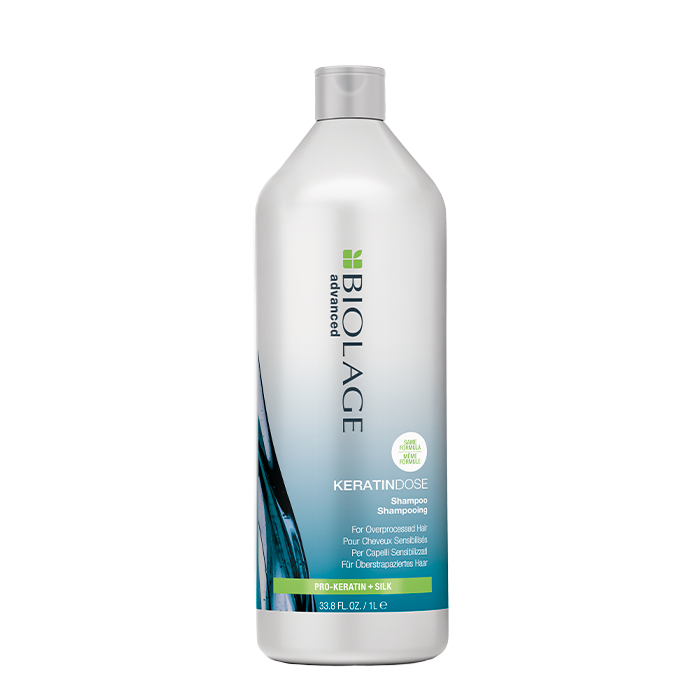 BIOLAGE
advanced
SAME
FORMULA
MÊME
FORMULE
KERATINDOSE
Shampoo
Shampooing
For Overprocessed Hair
Pour Cheveux Sensibilisés
Per Capelli Sensibilizzati
Für Überstrapaziertes Haar
PRO-KERATIN + SILK
33.8 FL. OZ. / 1L ℮